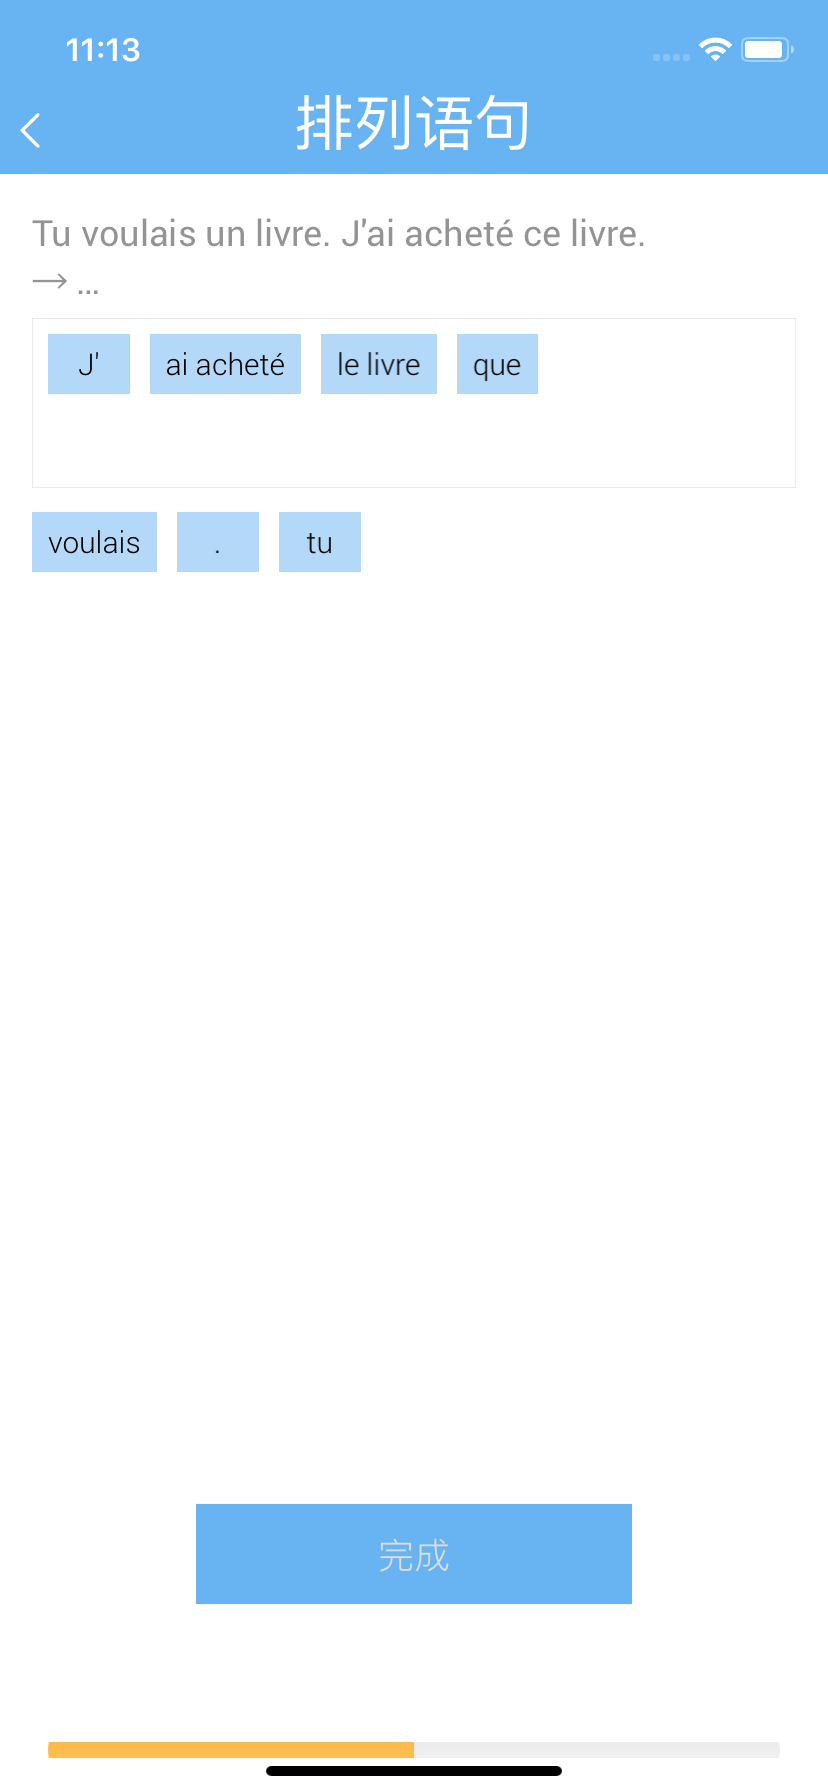 11:13
排列语句
Tu voulais un livre. J'ai acheté ce livre.
→ ...
J' ai acheté le livre que
voulais . tu
完成